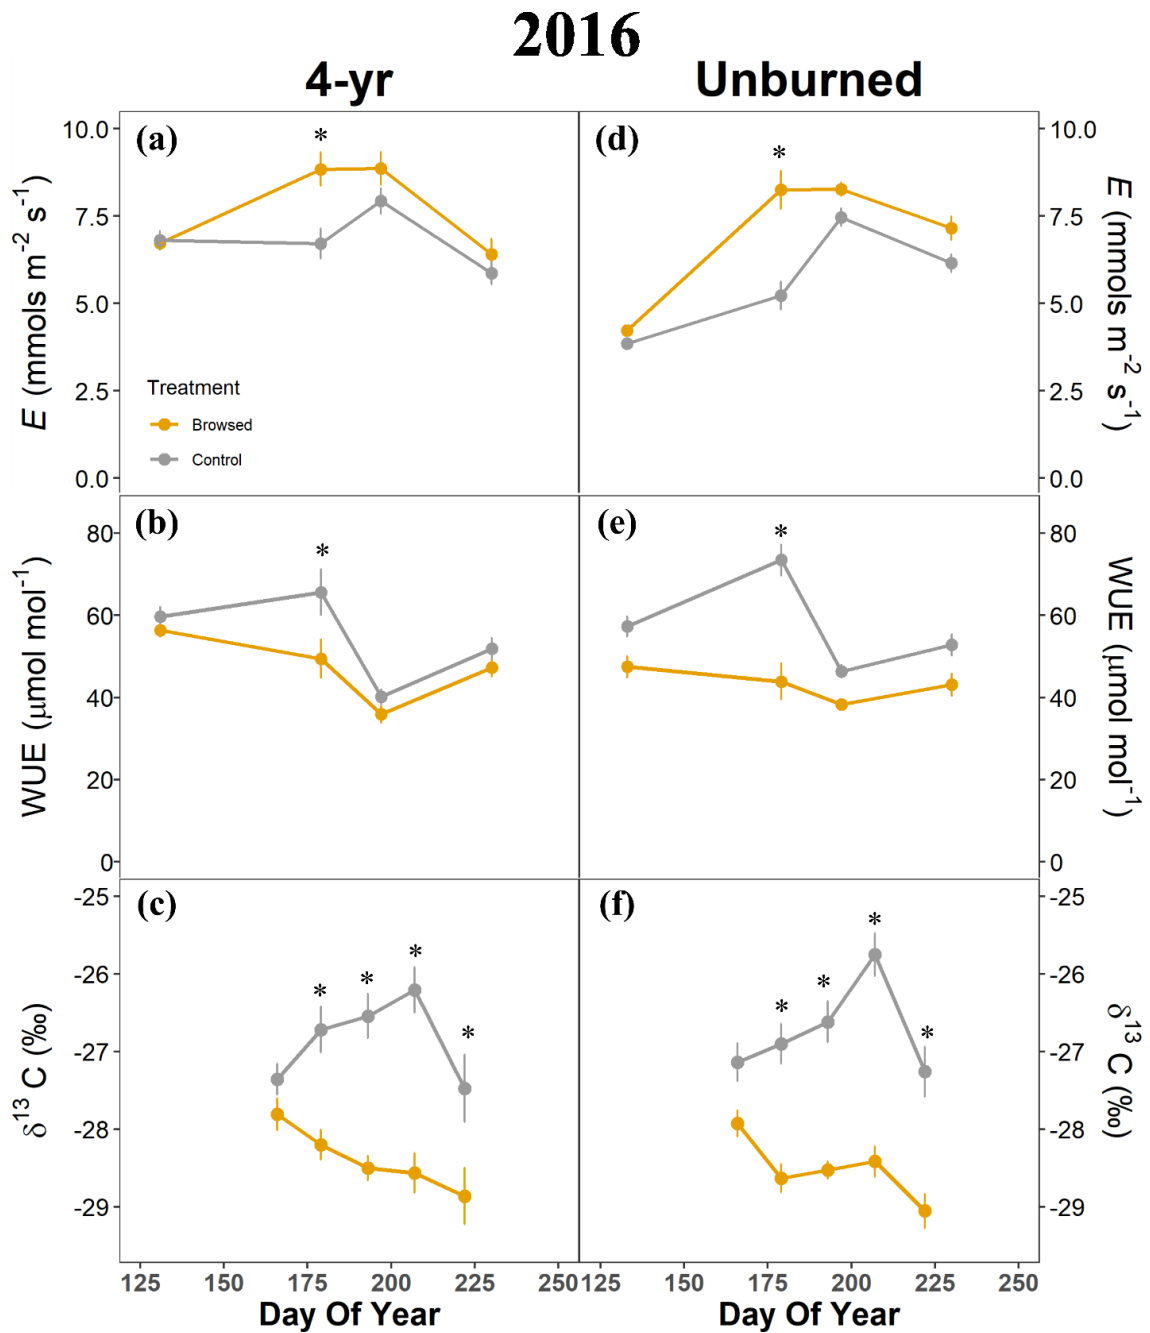 2016
4-yr
Unburned
(a)
*
10.0
7.5
5.0
2.5
0.0
E (mmols m-2 s-1)
Treatment
Browsed
Control
(d)
*
10.0
7.5
5.0
2.5
0.0
E (mmols m-2 s-1)
(b)
*
80
60
40
20
0
WUE (μmol mol-1)
(e)
*
80
60
40
20
0
WUE (μmol mol-1)
(c)
* * * *
-25
-26
-27
-28
-29
δ13 C (‰)
(f)
* * * *
-25
-26
-27
-28
-29
δ13 C (‰)
125 150 175 200 225 250
125 150 175 200 225 250
Day Of Year
Day Of Year